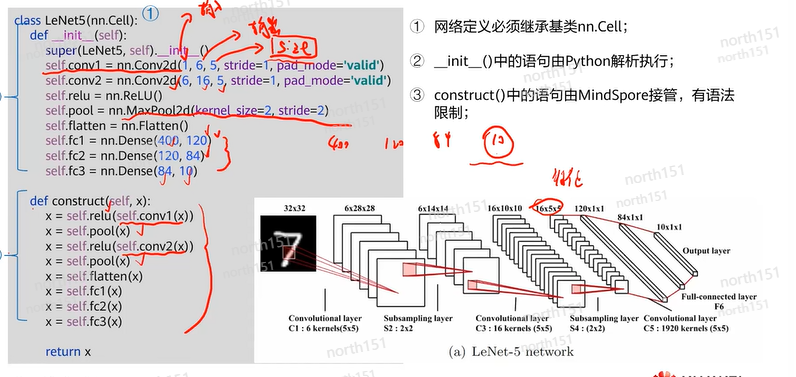 ①
class LeNet5(nn.Cell):
def __init__(self):
super(LeNet5, self).__init__()
size
self.conv1 = nn.Conv2d(1, 6, 5, stride=1, pad_mode='valid')
self.conv2 = nn.Conv2d(6, 16, 5, stride=1, pad_mode='valid')
self.relu = nn.ReLU()
self.pool = nn.MaxPool2d(kernel_size=2, stride=2)
self.flatten = nn.Flatten()
self.fc1 = nn.Dense(400, 120)
self.fc2 = nn.Dense(120, 84)
self.fc3 = nn.Dense(84, 10)
400 120 84 10
def construct(self, x):
x = self.relu(self.conv1(x))
x = self.pool(x)
x = self.relu(self.conv2(x))
x = self.pool(x)
x = self.flatten(x)
x = self.fc1(x)
x = self.fc2(x)
x = self.fc3(x)
return x
① 网络定义必须继承基类nn.Cell；
② __init__()中的语句由Python解析执行；
③ construct()中的语句由MindSpore接管，有语法
限制；
32x32 6x28x28 6x14x14 16x10x10 16x5x5 120x1x1
84x1x1
10x1x1
Output layer
Full-connected layer
F6
Convolutional layer Subsampling layer Convolutional layer Subsampling layer Convolutional layer
C1 : 6 kernels(5x5) S2 : 2x2 C3 : 16 kernels (5x5) S4 : (2x2) C5 : 1920 kernels (5x5)
(a) LeNet-5 network
north151
north151
north151
north151
north151
north151